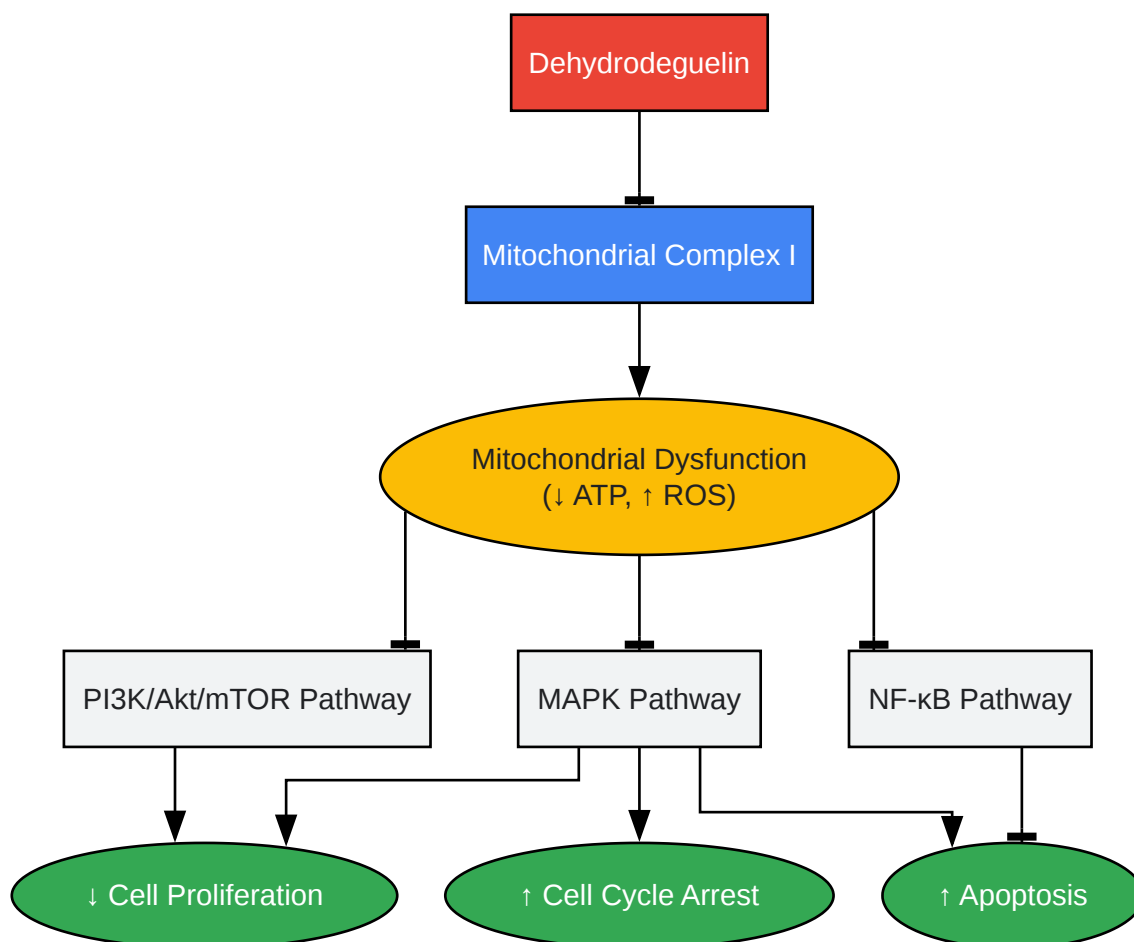 Dehydrodeguelin
Mitochondrial Complex I
Mitochondrial Dysfunction
(↓ ATP, ↑ ROS)
PI3K/Akt/mTOR Pathway
MAPK Pathway
NF-κB Pathway
↓ Cell Proliferation
↑ Cell Cycle Arrest
↑ Apoptosis